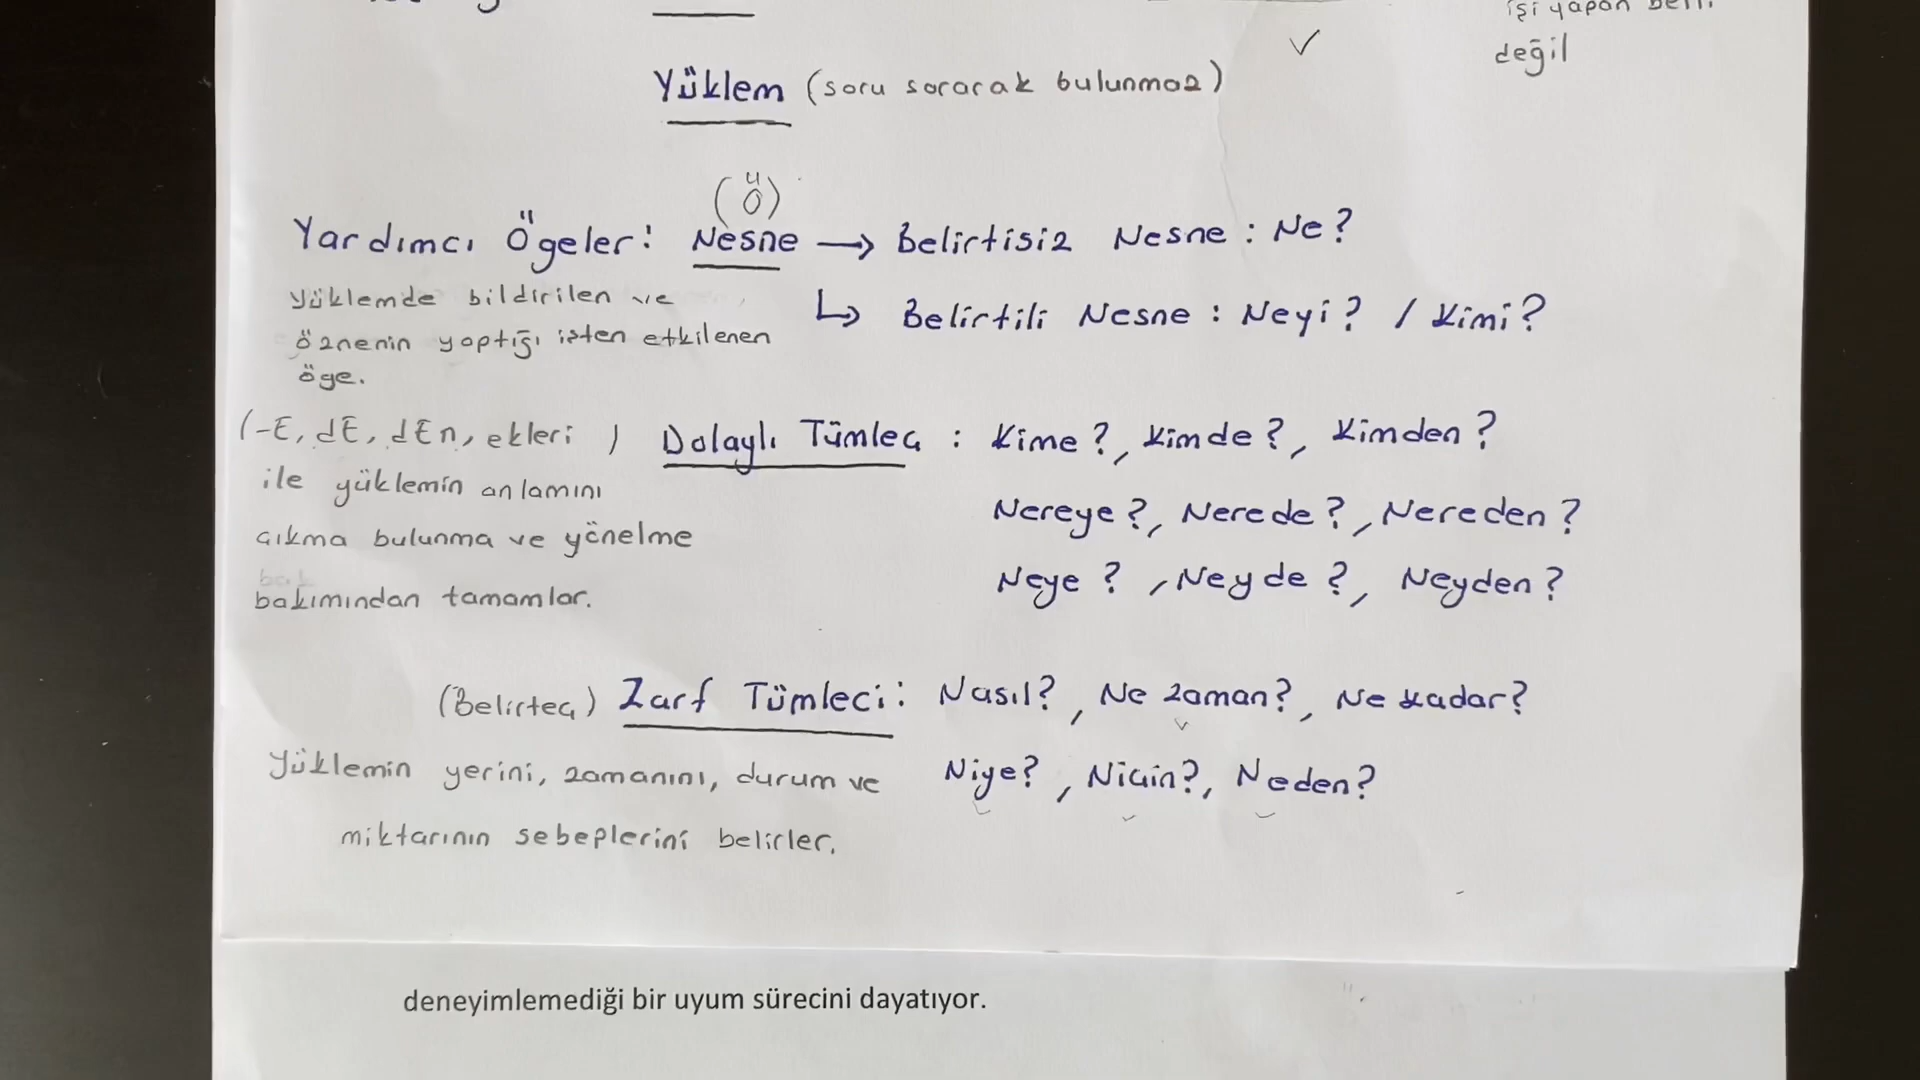 işi yapan belli
değil
Yüklem (soru sorarak bulunmaz)
(Ö)
Yardımcı Ögeler: Nesne → Belirtisiz Nesne : Ne?
↳ Belirtili Nesne : Neyi? / Kimi?
yüklemde bildirilen ve
öznenin yaptığı işten etkilenen
öge.
(-E, dE, dEn, ekleri ) Dolaylı Tümleç : Kime?, Kimde?, Kimden?
ile yüklemin anlamını
çıkma bulunma ve yönelme
bakımından tamamlar.
Nereye?, Nerede?, Nereden?
Neye ? , Neyde ?, Neyden?
(Belirteç) Zarf Tümleci: Nasıl?, Ne zaman?, Ne kadar?
Yüklemin yerini, zamanını, durum ve
miktarının sebeplerini belirler.
Niye? , Niçin?, Neden?
deneyimlemediği bir uyum sürecini dayatıyor.